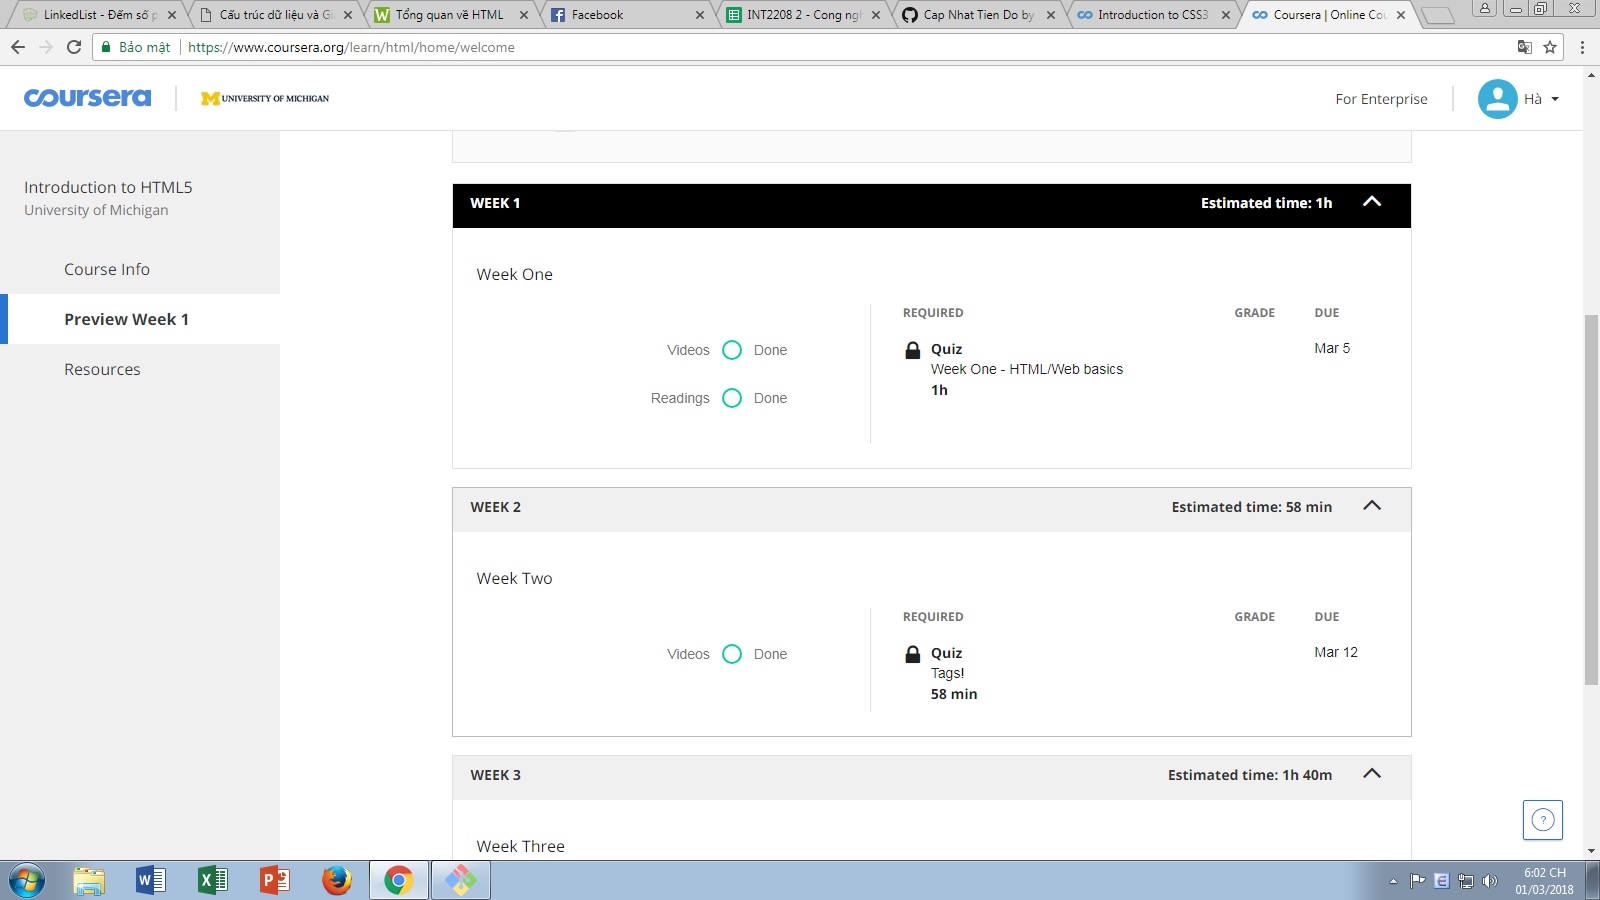 LinkedList - Đếm số p
Cấu trúc dữ liệu và Gi
Tổng quan về HTML
Facebook
INT2208 2 - Cong ngh
Cap Nhat Tien Do by
Introduction to CSS3
Coursera | Online Cou
Bảo mật
https://www.coursera.org/learn/html/home/welcome
coursera
M UNIVERSITY OF MICHIGAN
For Enterprise
Hà
Introduction to HTML5
University of Michigan
Course Info
Preview Week 1
Resources
WEEK 1
Estimated time: 1h
Week One
REQUIRED
GRADE
DUE
Videos
Done
Quiz
Mar 5
Week One - HTML/Web basics
1h
Readings
Done
WEEK 2
Estimated time: 58 min
Week Two
REQUIRED
GRADE
DUE
Videos
Done
Quiz
Mar 12
Tags!
58 min
WEEK 3
Estimated time: 1h 40m
Week Three
?
6:02 CH
01/03/2018